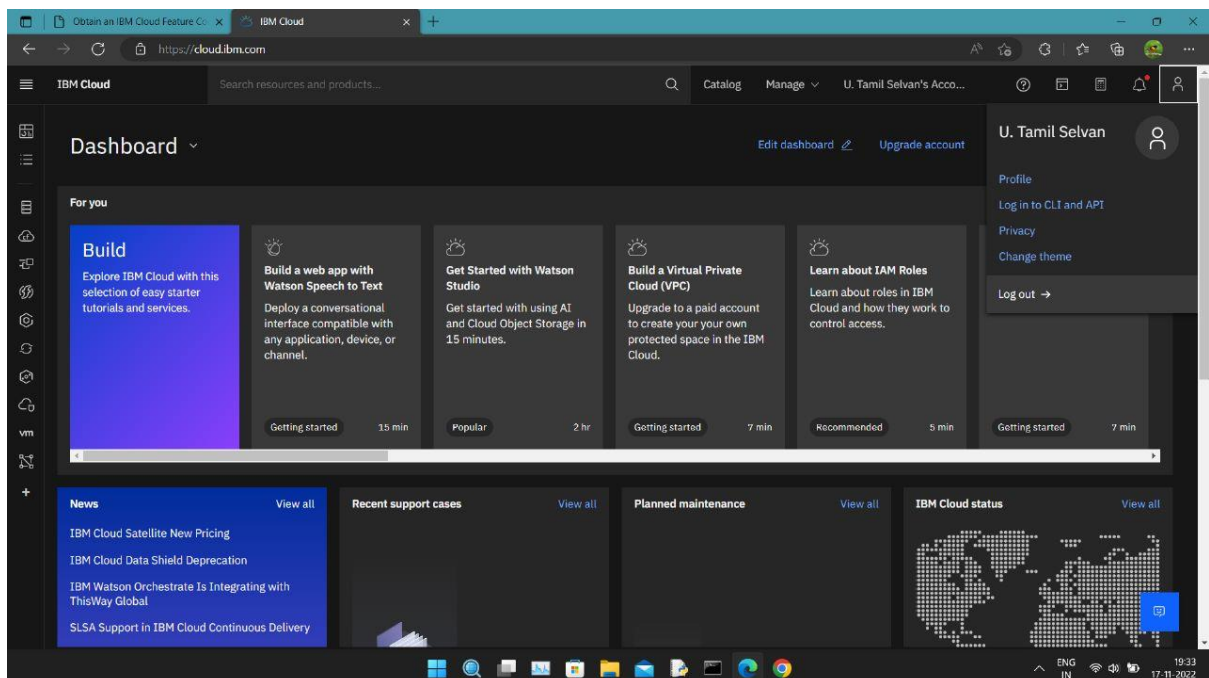 Obtain an IBM Cloud Feature Co
IBM Cloud
https://cloud.ibm.com
IBM Cloud
Search resources and products...
Catalog
Manage
U. Tamil Selvan's Acco...
Dashboard
Edit dashboard
Upgrade account
U. Tamil Selvan
Profile
Log in to CLI and API
Privacy
Change theme
Log out →
For you
Build
Explore IBM Cloud with this
selection of easy starter
tutorials and services.
Build a web app with
Watson Speech to Text
Deploy a conversational
interface compatible with
any application, device, or
channel.
Getting started
15 min
Get Started with Watson
Studio
Get started with using AI
and Cloud Object Storage in
15 minutes.
Popular
2 hr
Build a Virtual Private
Cloud (VPC)
Upgrade to a paid account
to create your your own
protected space in the IBM
Cloud.
Getting started
7 min
Learn about IAM Roles
Learn about roles in IBM
Cloud and how they work to
control access.
Recommended
5 min
Getting started
7 min
vm
News
View all
IBM Cloud Satellite New Pricing
IBM Cloud Data Shield Deprecation
IBM Watson Orchestrate Is Integrating with
ThisWay Global
SLSA Support in IBM Cloud Continuous Delivery
Recent support cases
View all
Planned maintenance
View all
IBM Cloud status
View all
ENG
IN
19:33
17-11-2022